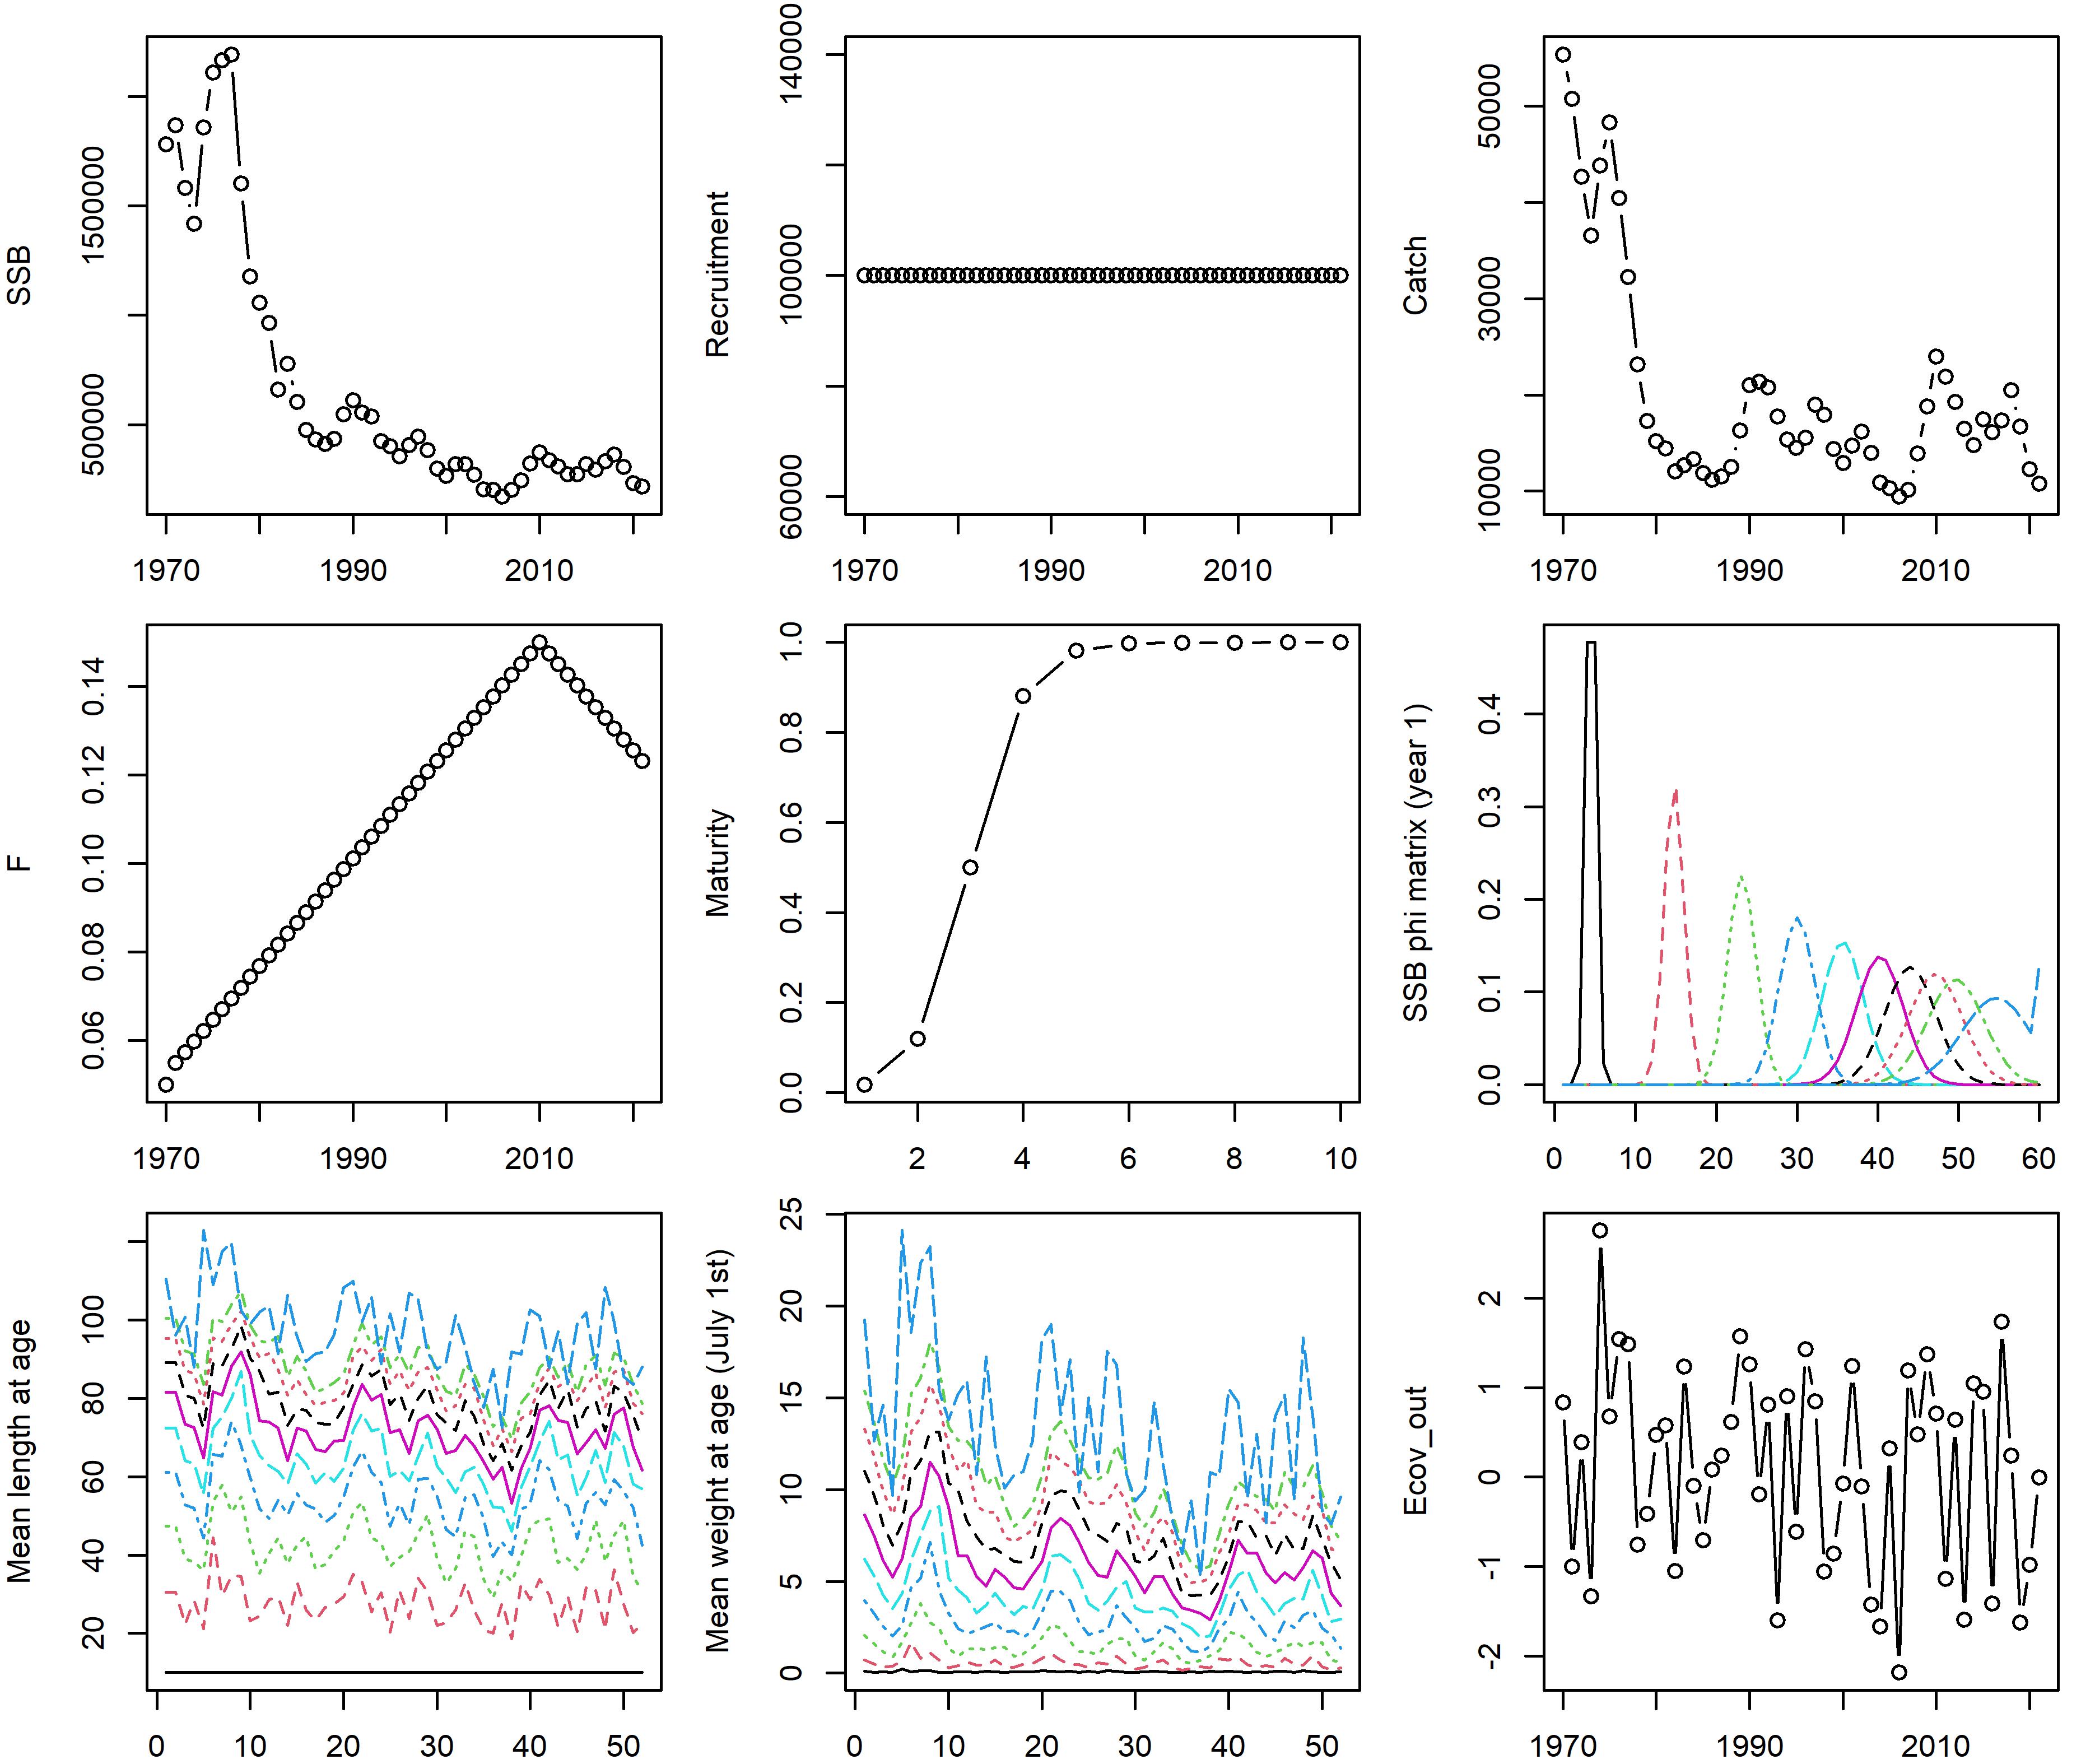 SSB
500000 1500000
1970 1990 2010
Recruitment
60000 100000 140000
1970 1990 2010
Catch
10000 30000 50000
1970 1990 2010
F
0.06 0.08 0.10 0.12 0.14
1970 1990 2010
Maturity
0.0 0.2 0.4 0.6 0.8 1.0
2 4 6 8 10
SSB phi matrix (year 1)
0.0 0.1 0.2 0.3 0.4
0 10 20 30 40 50 60
Mean length at age
20 40 60 80 100
0 10 20 30 40 50
Mean weight at age (July 1st)
0 5 10 15 20 25
0 10 20 30 40 50
Ecov_out
-2 -1 0 1 2
1970 1990 2010